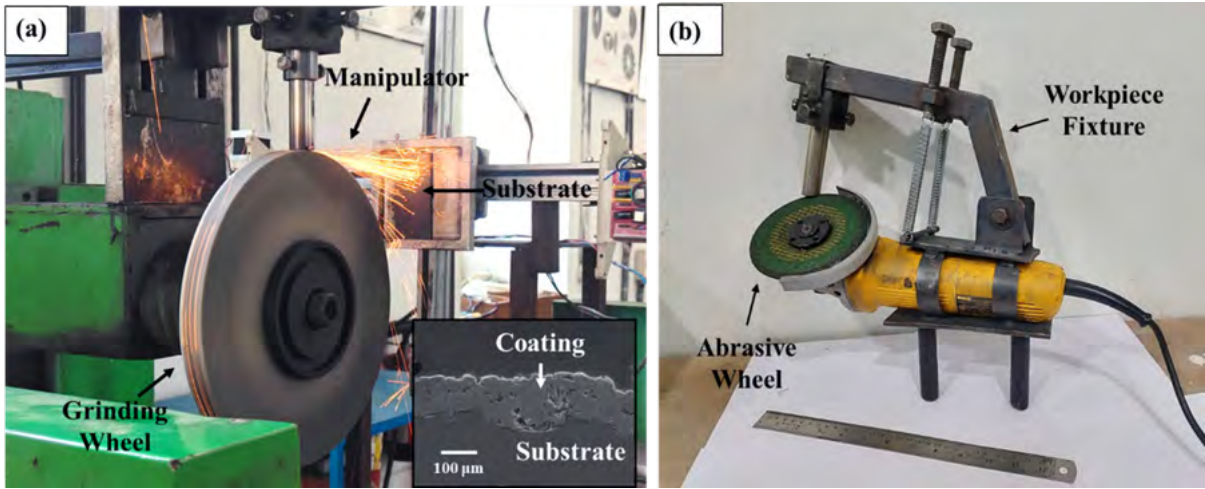 (a)
Manipulator
Substrate
Grinding
Wheel
Coating
Substrate
100 μm
(b)
Workpiece
Fixture
Abrasive
Wheel